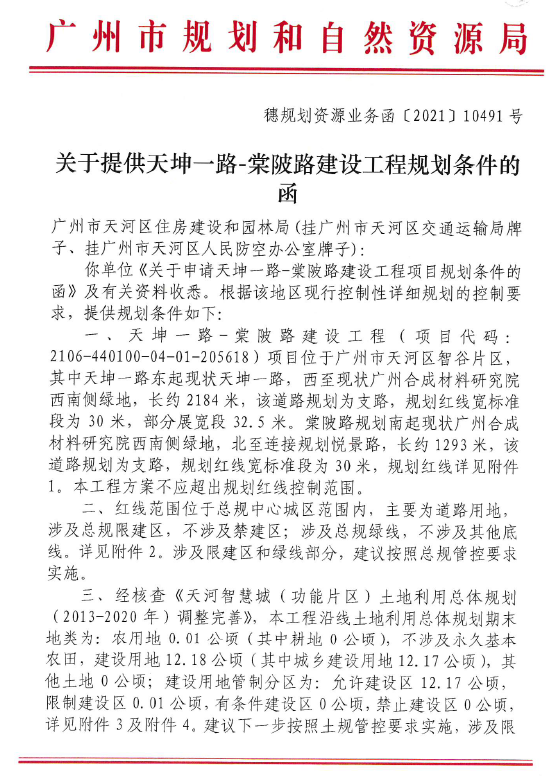 广州市规划和自然资源局
穗规划资源业务函〔2021〕10491号
关于提供天坤一路-棠陂路建设工程规划条件的
函
广州市天河区住房建设和园林局(挂广州市天河区交通运输局牌
子、挂广州市天河区人民防空办公室牌子):
你单位《关于申请天坤一路-棠陂路建设工程项目规划条件的
函》及有关资料收悉。根据该地区现行控制性详细规划的控制要
求，提供规划条件如下:
一、天坤一路-棠陂路建设工程（项目代码:
2106-440100-04-01-205618）项目位于广州市天河区智谷片区，
其中天坤一路东起现状天坤一路，西至现状广州合成材料研究院
西南侧绿地，长约2184米，该道路规划为支路，规划红线宽标准
段为30米，部分展宽段32.5米。棠陂路规划南起现状广州合成
材料研究院西南侧绿地，北至连接规划悦景路，长约1293米，该
道路规划为支路，规划红线宽标准段为30米，规划红线详见附件
1。本工程方案不应超出规划红线控制范围。
二、红线范围位于总规中心城区范围内，主要为道路用地，
涉及总规限建区，不涉及禁建区；涉及总规绿线，不涉及其他底
线。详见附件2。涉及限建区和绿线部分，建议按照总规管控要求
实施。
三、经核查《天河智慧城（功能片区）土地利用总体规划
（2013-2020年）调整完善》，本工程沿线土地利用总体规划期末
地类为：农用地0.01公顷（其中耕地0公顷），不涉及永久基本
农田，建设用地12.18公顷（其中城乡建设用地12.17公顷），其
他土地0公顷；建设用地管制分区为：允许建设区12.17公顷，
限制建设区0.01公顷，有条件建设区0公顷，禁止建设区0公顷，
详见附件3及附件4。建议下一步按照土规管控要求实施，涉及限